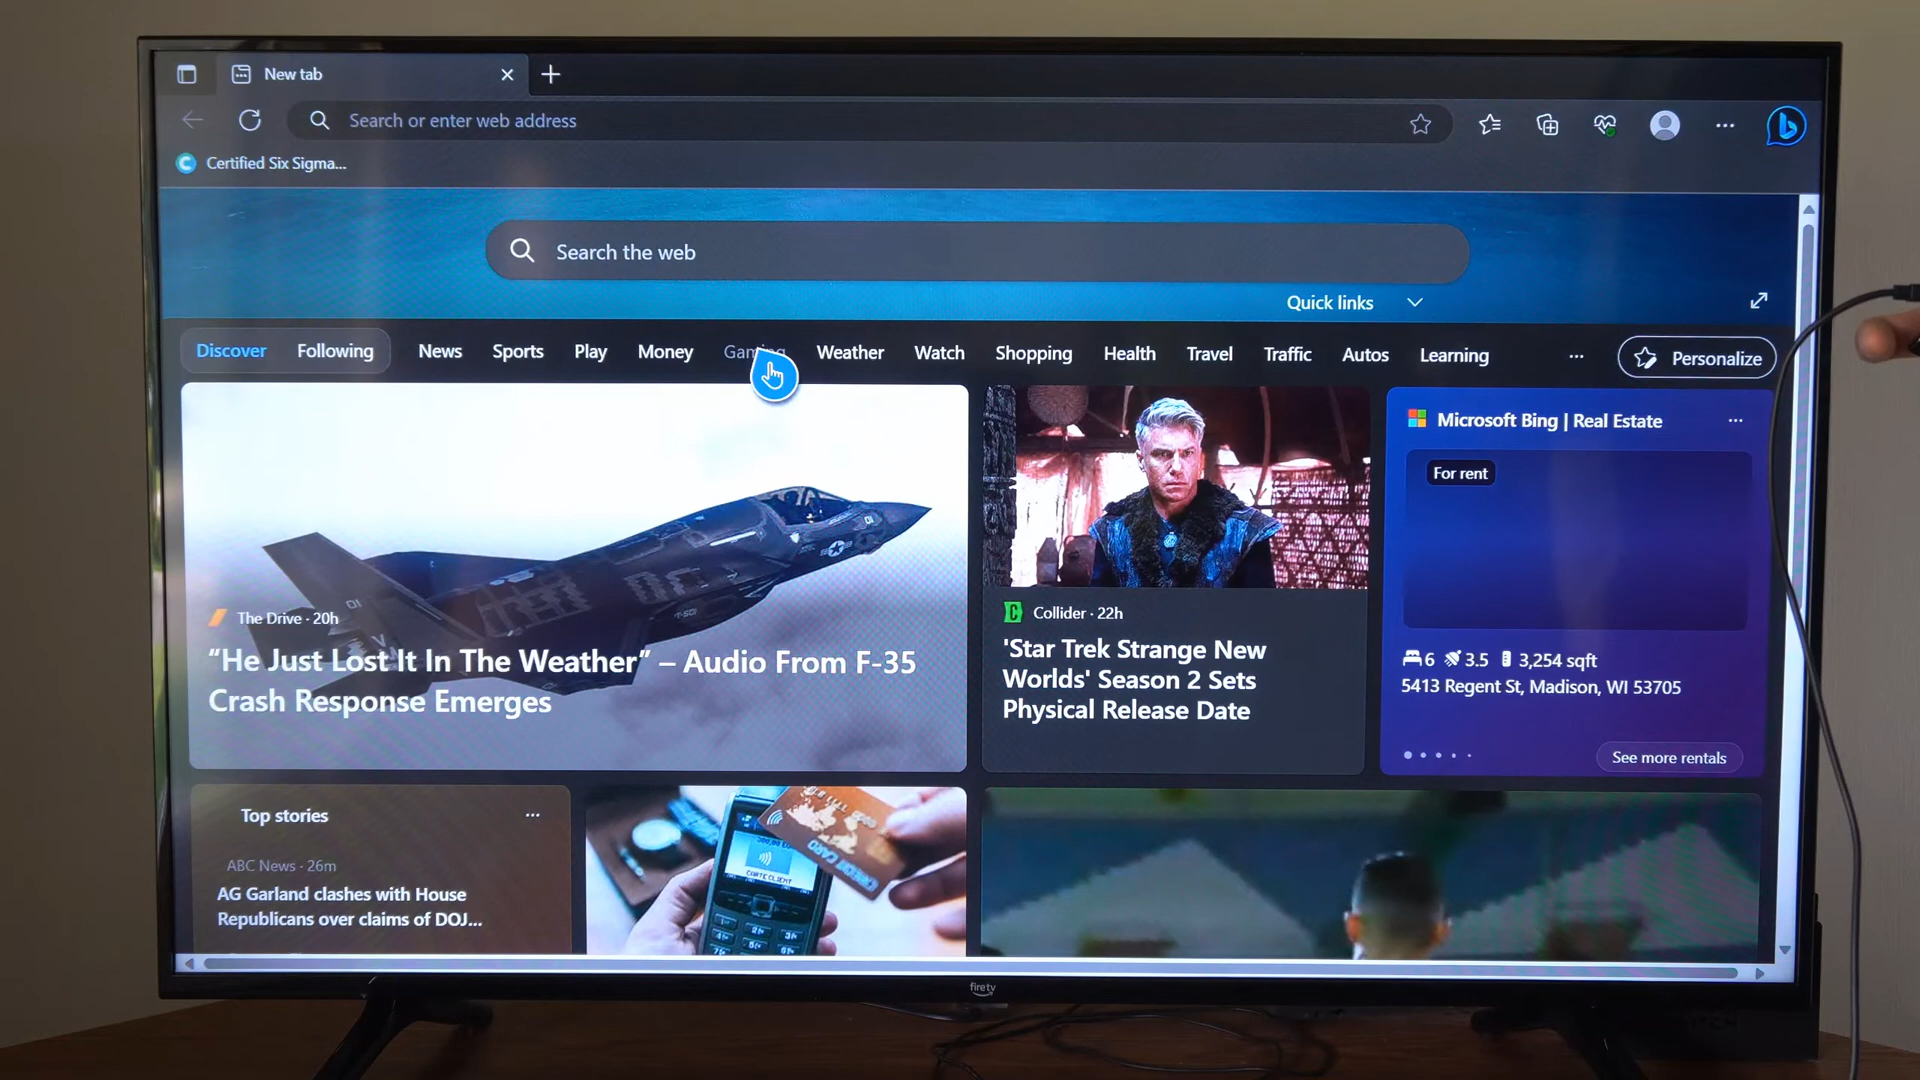 New tab
Search or enter web address
Certified Six Sigma...
Search the web
Quick links
Discover Following News Sports Play Money Gaming Weather Watch Shopping Health Travel Traffic Autos Learning ... Personalize
The Drive · 20h
“He Just Lost It In The Weather” – Audio From F-35
Crash Response Emerges
Collider · 22h
'Star Trek Strange New
Worlds' Season 2 Sets
Physical Release Date
Microsoft Bing | Real Estate
For rent
6 3.5 3,254 sqft
5413 Regent St, Madison, WI 53705
See more rentals
Top stories
ABC News · 26m
AG Garland clashes with House
Republicans over claims of DOJ...
CREDIT CARD
CARTE CLIENT
firetv